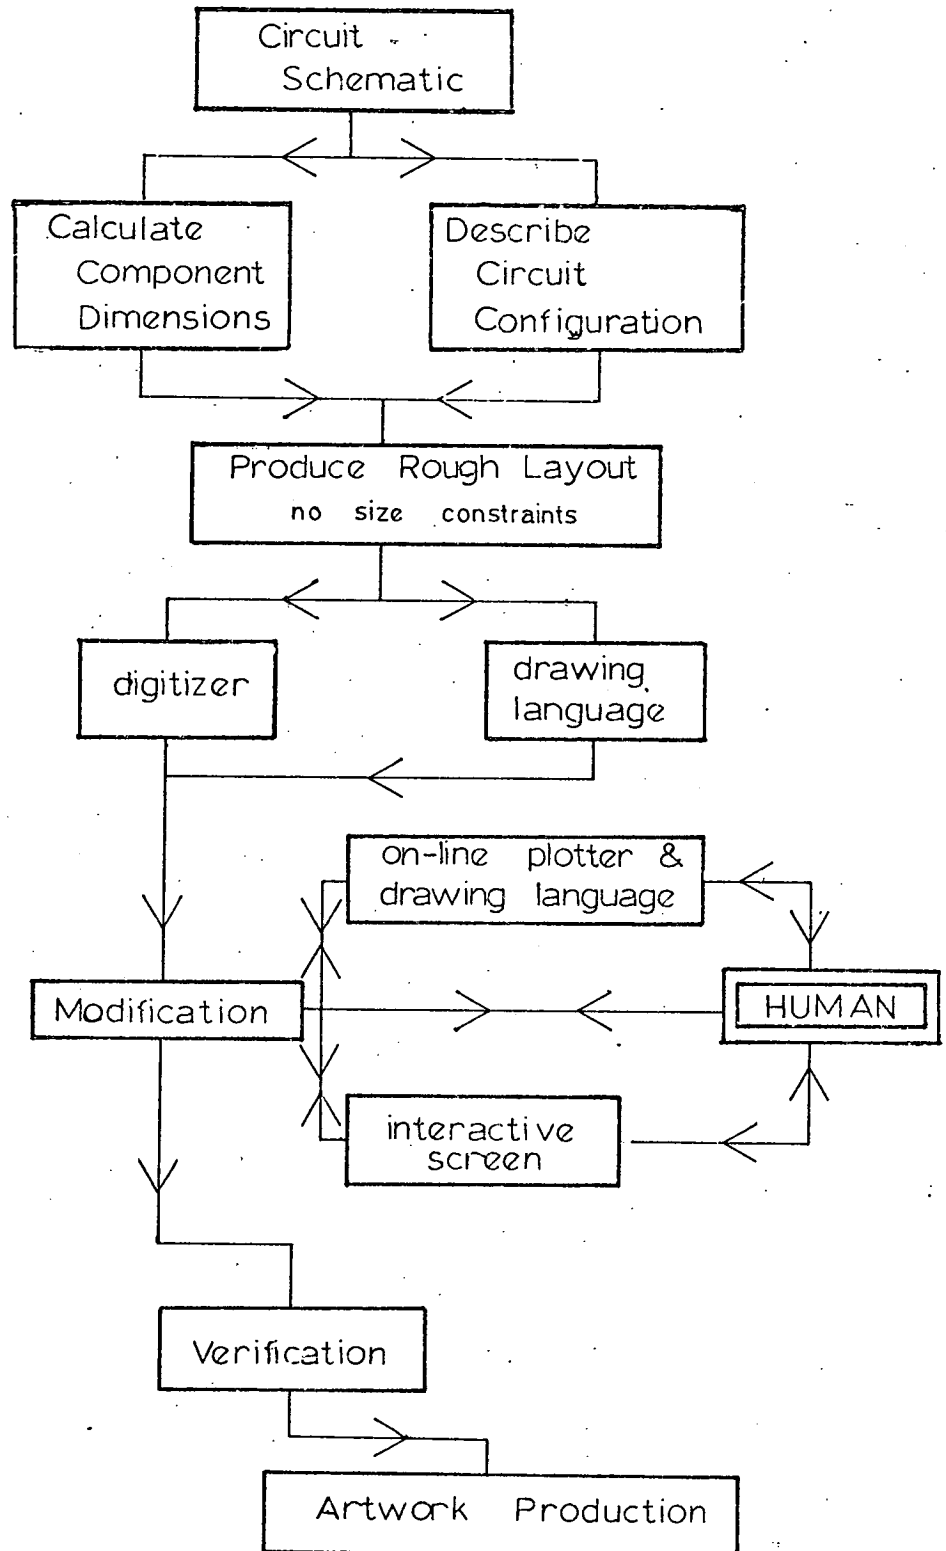 Circuit
Schematic
Calculate
Component
Dimensions
Describe
Circuit
Configuration
Produce Rough Layout
no size constraints
digitizer
drawing
language
on-line plotter &
drawing language
Modification
HUMAN
interactive
screen
Verification
Artwork Production